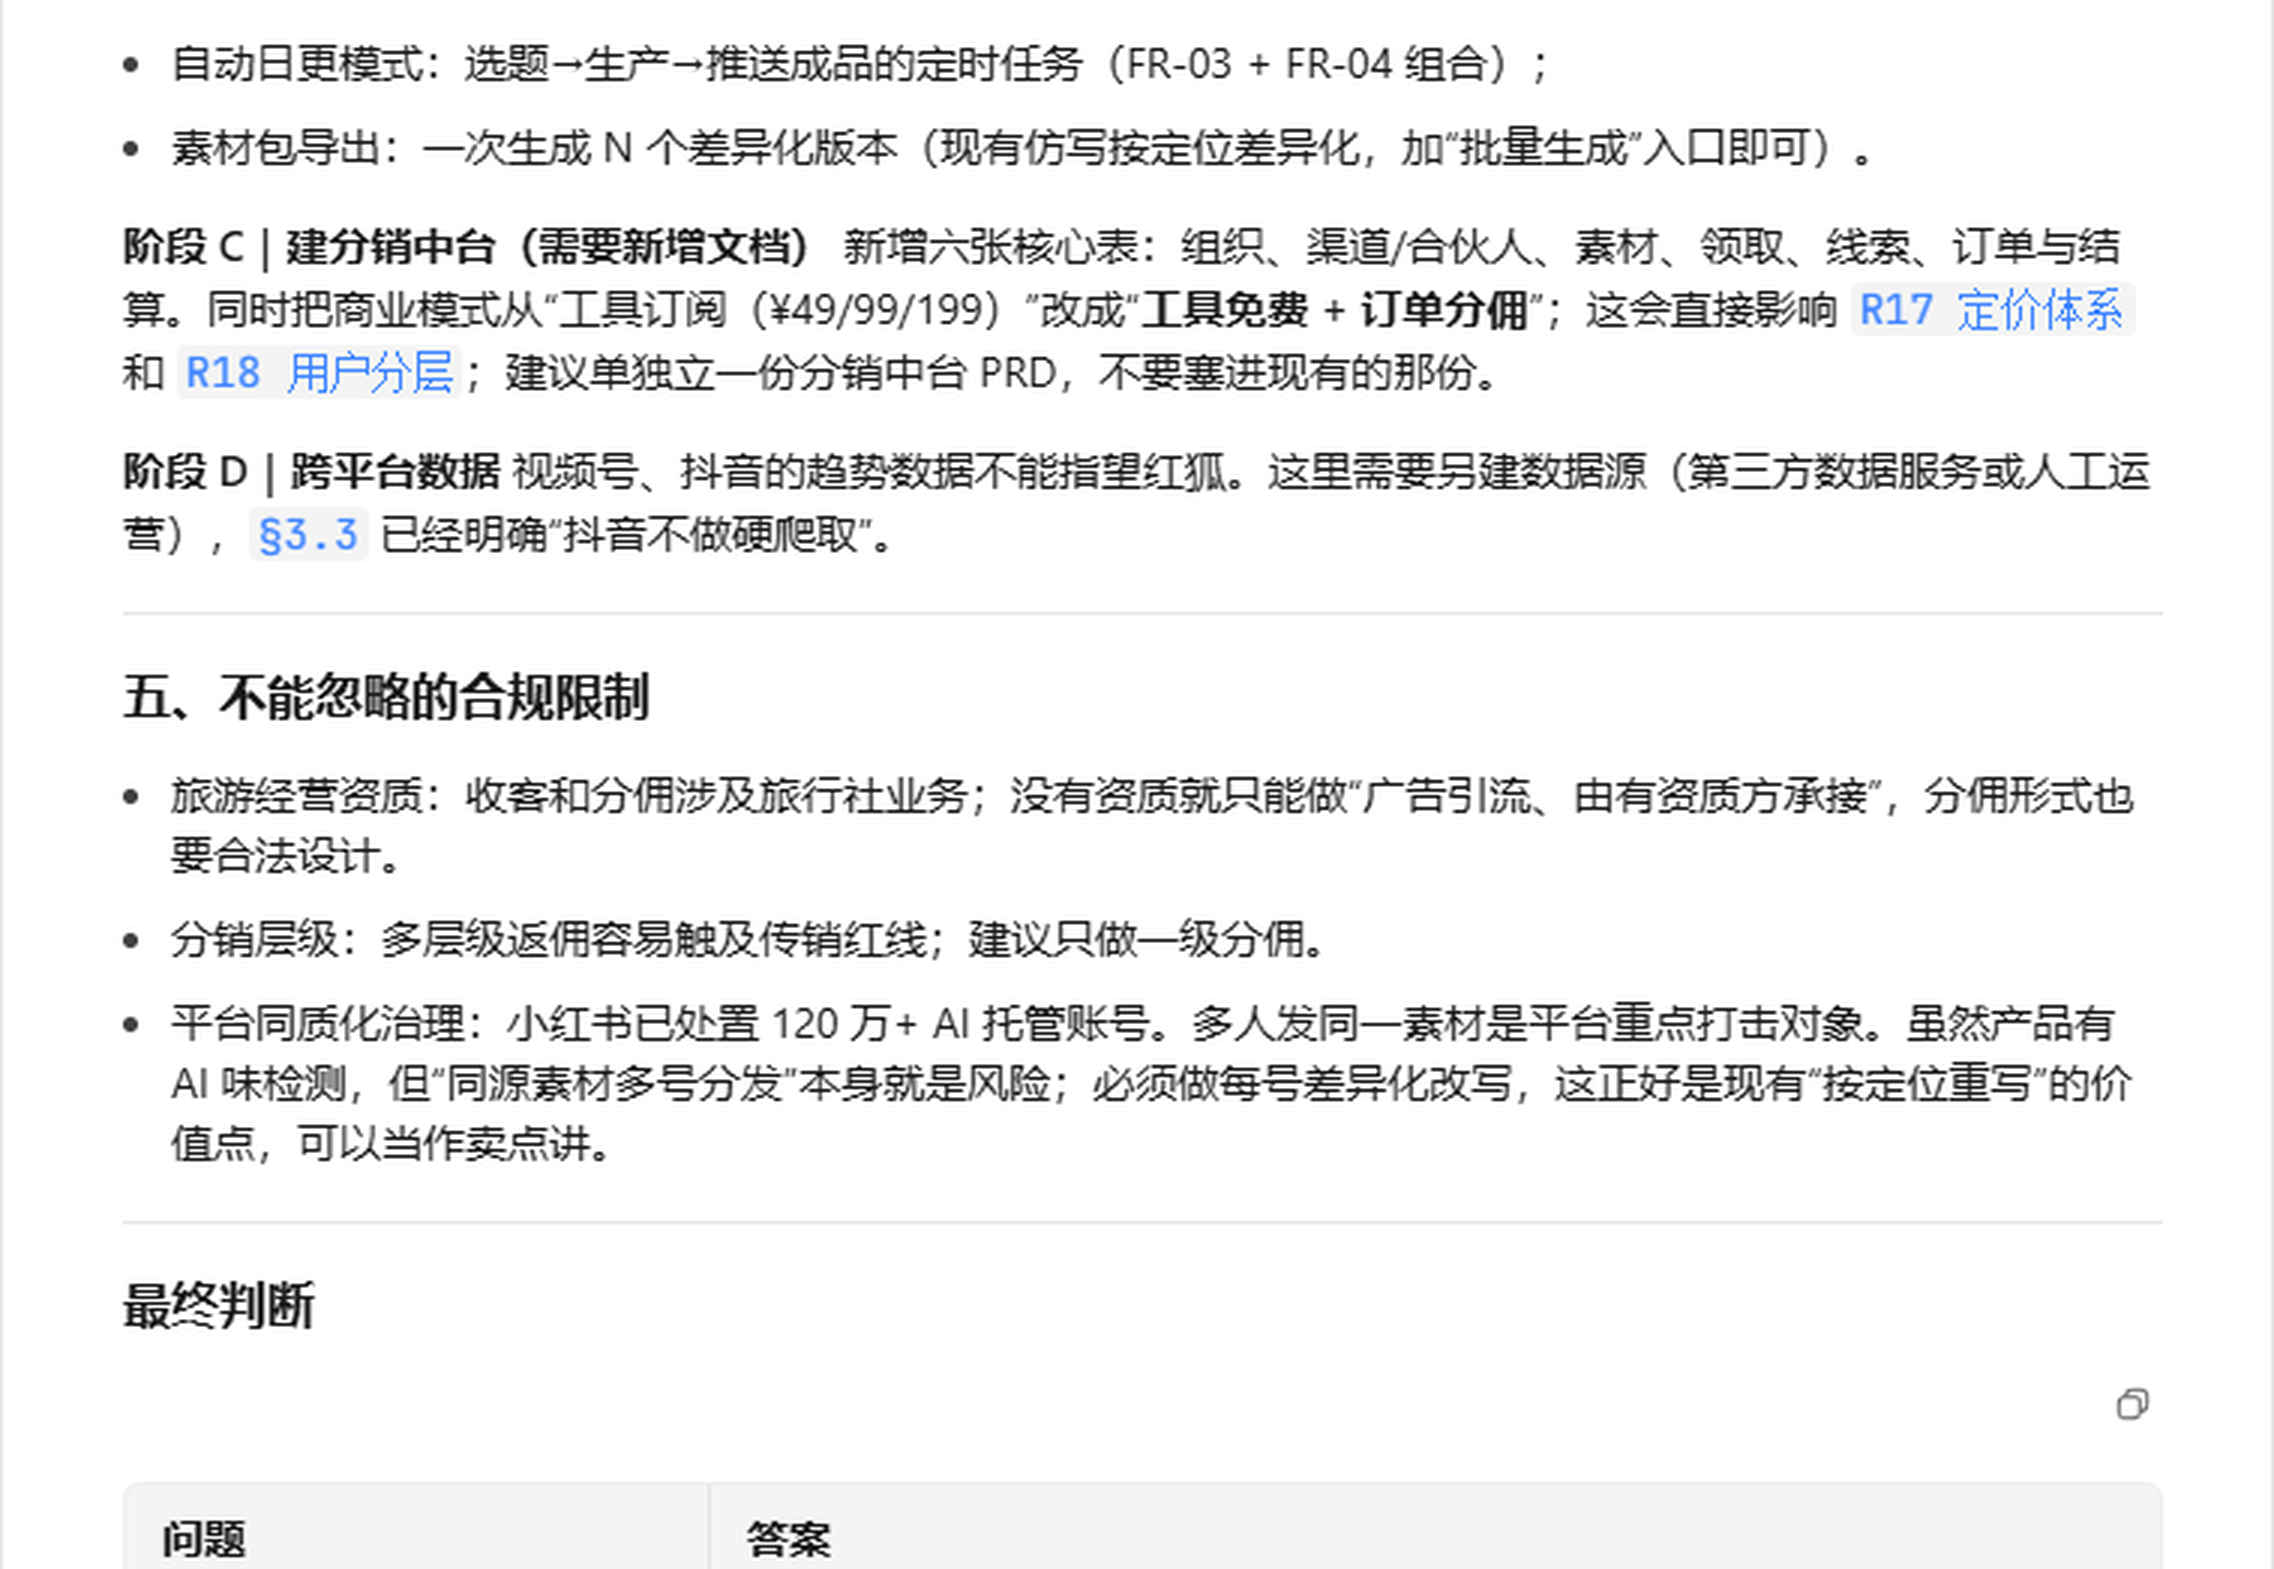 自动日更模式：选题→生产→推送成品的定时任务（FR-03 + FR-04 组合）；
素材包导出：一次生成 N 个差异化版本（现有仿写按定位差异化，加“批量生成”入口即可）。
阶段 C｜建分销中台（需要新增文档） 新增六张核心表：组织、渠道/合伙人、素材、领取、线索、订单与结
算。同时把商业模式从“工具订阅（¥49/99/199）”改成“工具免费 + 订单分佣”；这会直接影响 R17 定价体系
和 R18 用户分层；建议单独立一份分销中台 PRD，不要塞进现有的那份。
阶段 D｜跨平台数据 视频号、抖音的趋势数据不能指望红狐。这里需要另建数据源（第三方数据服务或人工运
营），§3.3 已经明确“抖音不做硬爬取”。
五、不能忽略的合规限制
旅游经营资质：收客和分佣涉及旅行社业务；没有资质就只能做“广告引流、由有资质方承接”，分佣形式也
要合法设计。
分销层级：多层级返佣容易触及传销红线；建议只做一级分佣。
平台同质化治理：小红书已处置 120 万+ AI 托管账号。多人发同一素材是平台重点打击对象。虽然产品有
AI 味检测，但“同源素材多号分发”本身就是风险；必须做每号差异化改写，这正好是现有“按定位重写”的价
值点，可以当作卖点讲。
最终判断
问题
答案